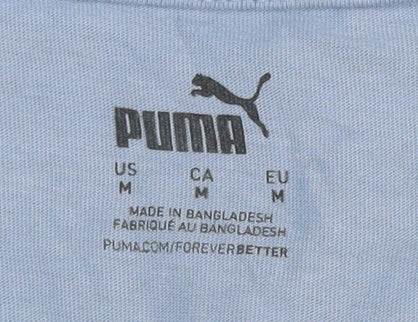 PUMA
US CA EU
M M M
MADE IN BANGLADESH
FABRIQUÉ AU BANGLADESH
PUMA.COM/FOREVERBETTER